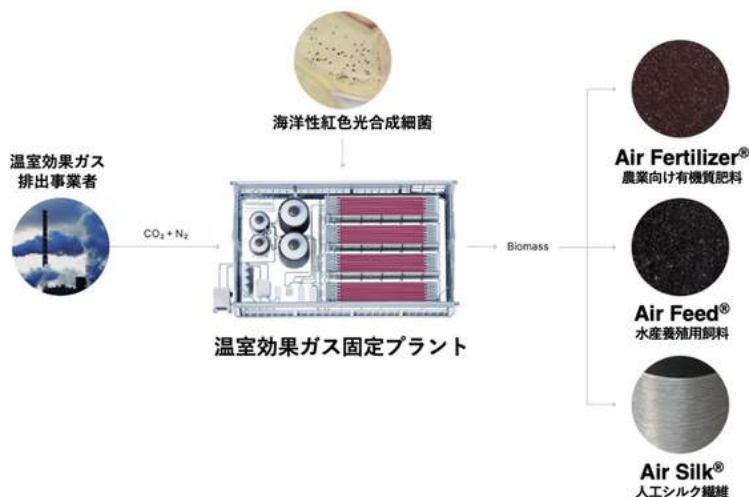 海洋性紅色光合成細菌
温室効果ガス
排出事業者
CO₂ + N₂
温室効果ガス固定プラント
Biomass
Air Fertilizer®
農業向け有機質肥料
Air Feed®
水産養殖用飼料
Air Silk®
人工シルク繊維